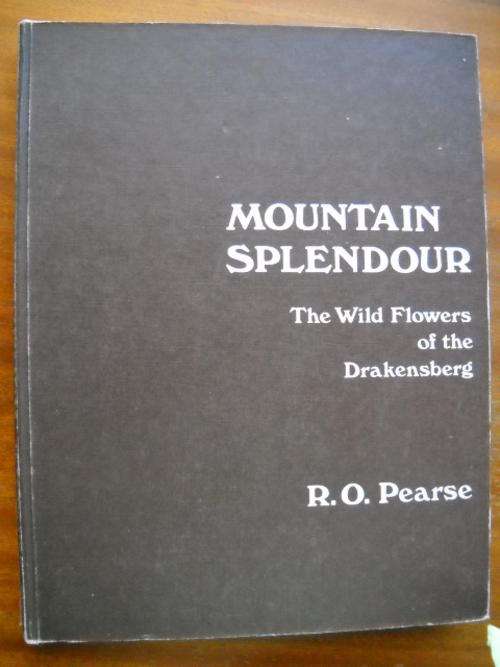 MOUNTAIN
SPLENDOUR
The Wild Flowers
of the
Drakensberg
R. O. Pearse